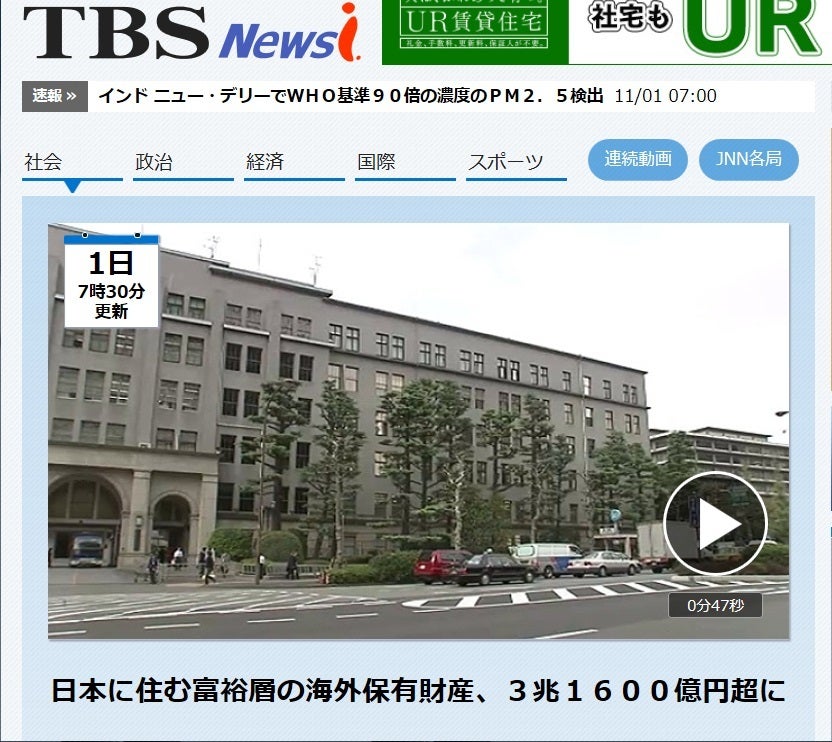 TBS Newsi
UR賃貸住宅
礼金、手数料、更新料、保証人が不要。
社宅も
UR
速報 » インド ニュー・デリーでＷＨＯ基準９０倍の濃度のＰＭ２．５検出 11/01 07:00
社会 政治 経済 国際 スポーツ 連続動画 JNN各局
1日
7時30分
更新
0分47秒
日本に住む富裕層の海外保有財産、３兆１６００億円超に